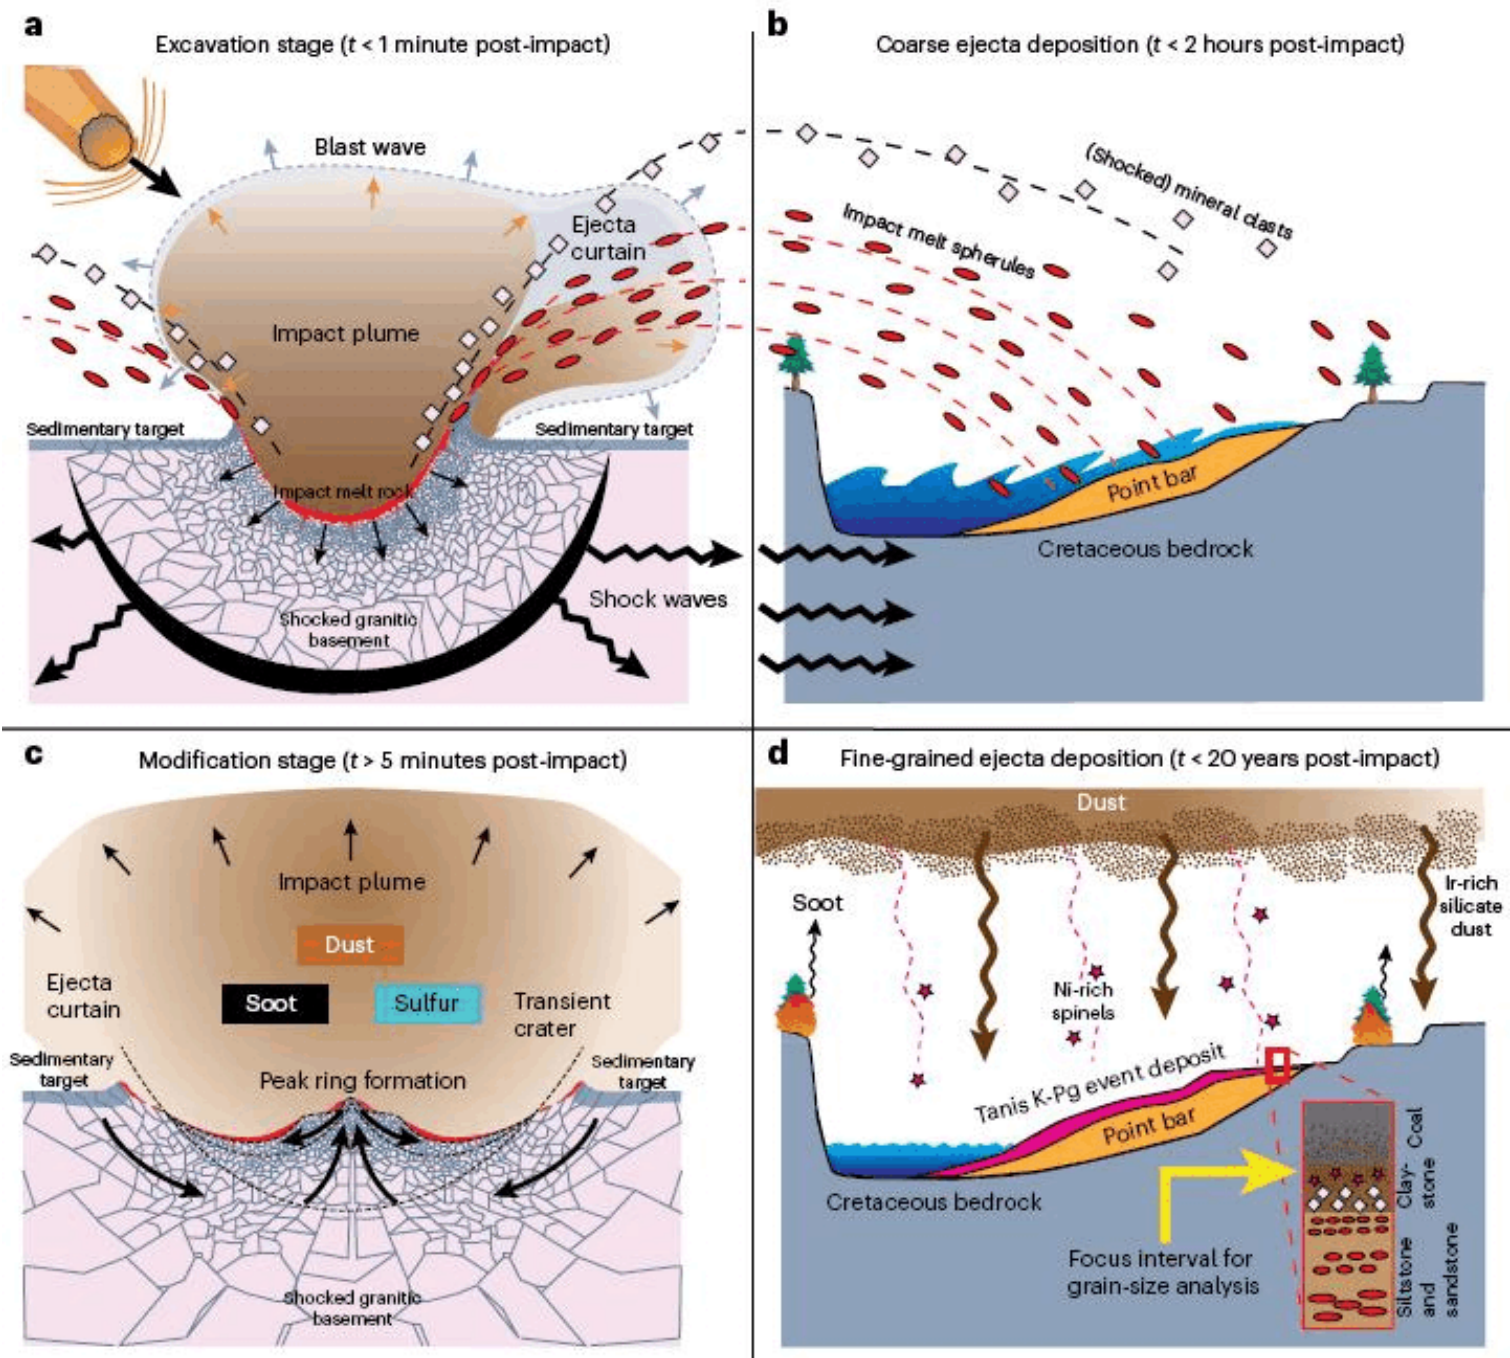 a
Excavation stage (t < 1 minute post-impact)
Blast wave
Ejecta
curtain
Impact plume
Sedimentary target
Sedimentary target
Impact melt rock
Shock waves
Shocked granitic
basement
b
Coarse ejecta deposition (t < 2 hours post-impact)
(Shocked) mineral clasts
Impact melt spherules
Point bar
Cretaceous bedrock
c
Modification stage (t > 5 minutes post-impact)
Impact plume
Dust
Soot
Sulfur
Ejecta
curtain
Transient
crater
Sedimentary
target
Sedimentary
target
Peak ring formation
Shocked granitic
basement
d
Fine-grained ejecta deposition (t < 20 years post-impact)
Dust
Soot
Ir-rich
silicate
dust
Ni-rich
spinels
Tanis K-Pg event deposit
Point bar
Cretaceous bedrock
Focus interval for
grain-size analysis
Coal
Clay-
stone
Siltstone
and
sandstone